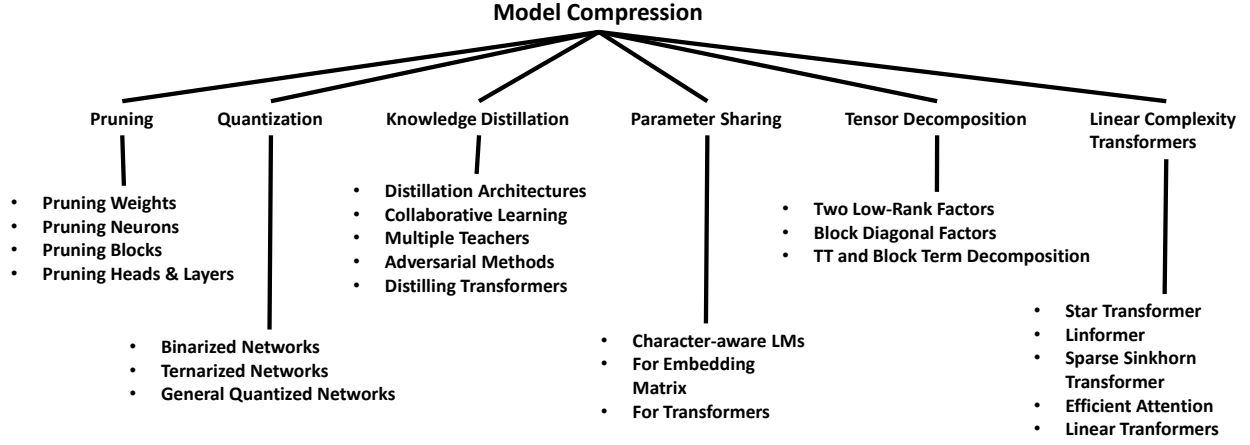 Model Compression
Pruning
Quantization
Knowledge Distillation
Parameter Sharing
Tensor Decomposition
Linear Complexity
Transformers
• Pruning Weights
• Pruning Neurons
• Pruning Blocks
• Pruning Heads & Layers
• Binarized Networks
• Ternarized Networks
• General Quantized Networks
• Distillation Architectures
• Collaborative Learning
• Multiple Teachers
• Adversarial Methods
• Distilling Transformers
• Character-aware LMs
• For Embedding
Matrix
• For Transformers
• Two Low-Rank Factors
• Block Diagonal Factors
• TT and Block Term Decomposition
• Star Transformer
• Linformer
• Sparse Sinkhorn
Transformer
• Efficient Attention
• Linear Tranformers